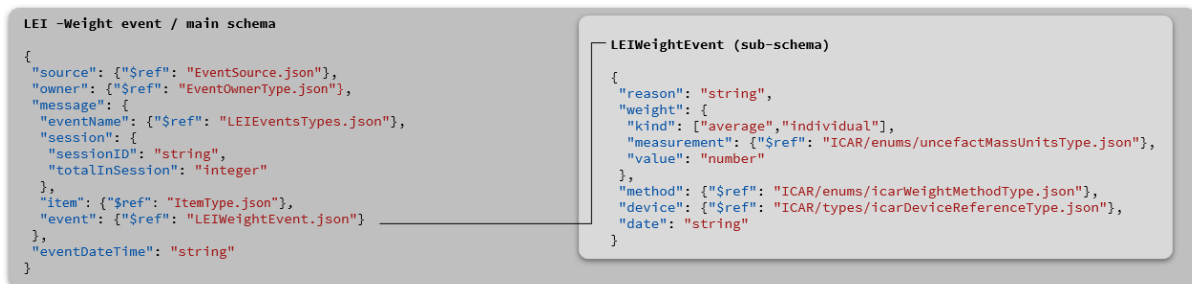 LEI -Weight event / main schema
{
"source": {"$ref": "EventSource.json"},
"owner": {"$ref": "EventOwnerType.json"},
"message": {
"eventName": {"$ref": "LEIEventsTypes.json"},
"session": {
"sessionID": "string",
"totalInSession": "integer"
},
"item": {"$ref": "ItemType.json"},
"event": {"$ref": "LEIWeightEvent.json"}
},
"eventDateTime": "string"
}
LEIWeightEvent (sub-schema)
{
"reason": "string",
"weight": {
"kind": ["average","individual"],
"measurement": {"$ref": "ICAR/enums/uncefactMassUnitsType.json"},
"value": "number"
},
"method": {"$ref": "ICAR/enums/icarWeightMethodType.json"},
"device": {"$ref": "ICAR/types/icarDeviceReferenceType.json"},
"date": "string"
}